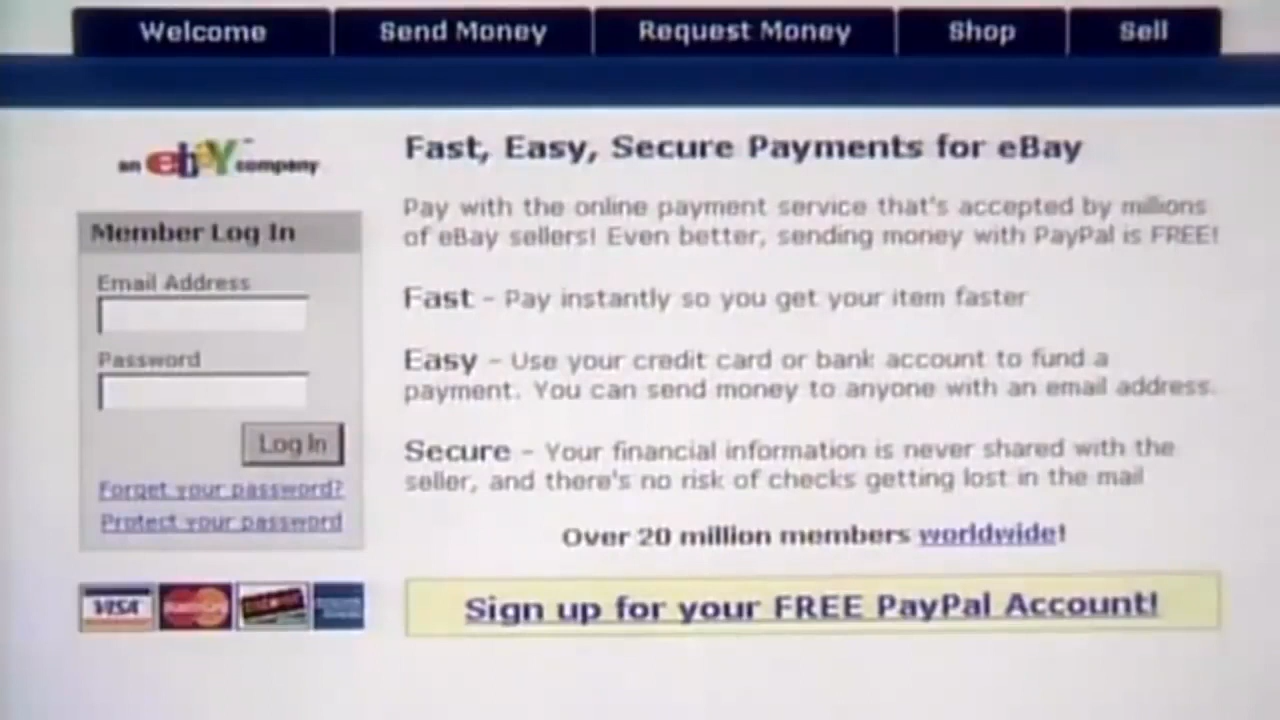 Welcome Send Money Request Money Shop Sell
an ebY company
Fast, Easy, Secure Payments for eBay
Pay with the online payment service that's accepted by millions
of eBay sellers! Even better, sending money with PayPal is FREE!
Member Log In
Email Address
Password
Log In
Forget your password?
Protect your password
Fast - Pay instantly so you get your item faster
Easy - Use your credit card or bank account to fund a
payment. You can send money to anyone with an email address.
Secure - Your financial information is never shared with the
seller, and there's no risk of checks getting lost in the mail
Over 20 million members worldwide!
VISA MasterCard
Sign up for your FREE PayPal Account!